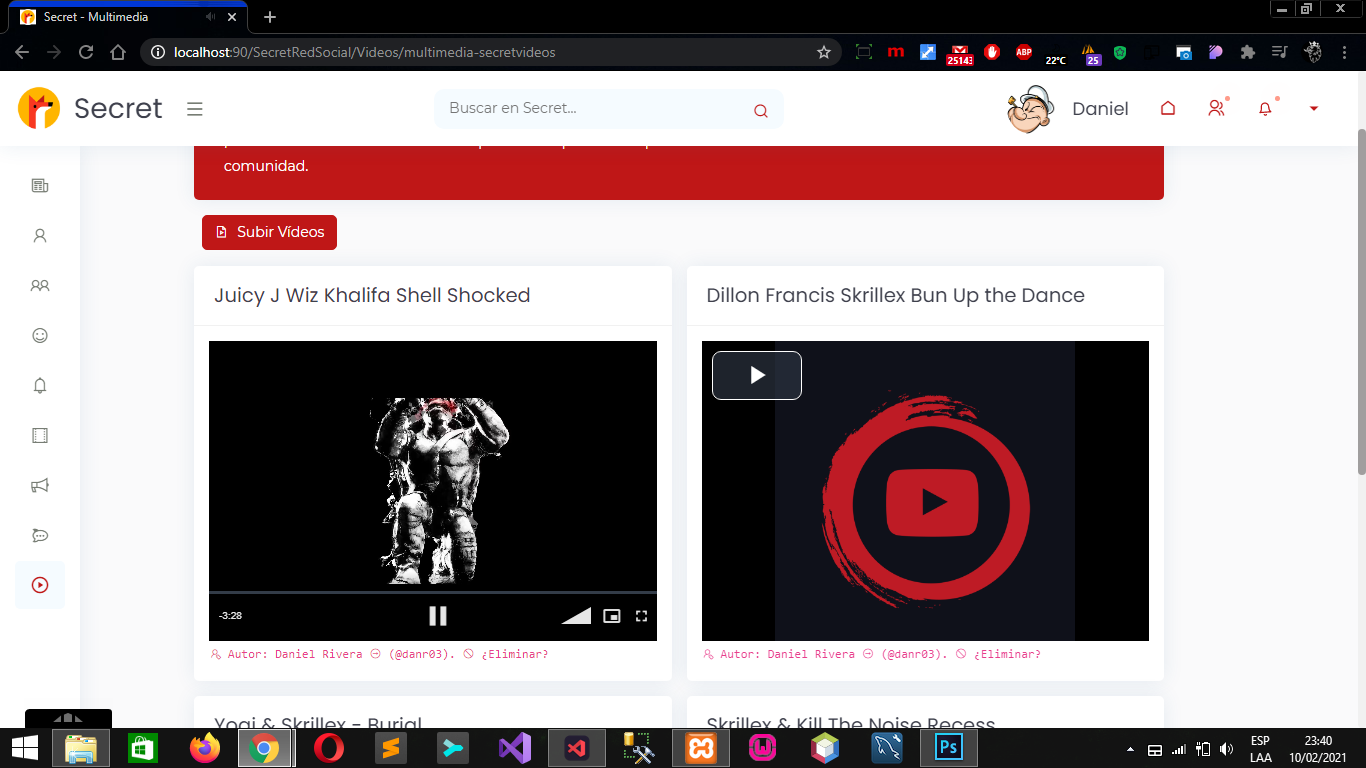 Secret - Multimedia
localhost:90/SecretRedSocial/Videos/multimedia-secretvideos
m
25143
ABP
22°C
25
Secret
Buscar en Secret...
Daniel
comunidad.
Subir Vídeos
Juicy J Wiz Khalifa Shell Shocked
Dillon Francis Skrillex Bun Up the Dance
-3:28
Autor: Daniel Rivera (@danr03). ¿Eliminar?
Autor: Daniel Rivera (@danr03). ¿Eliminar?
Yogi & Skrillex - Burial
Skrillex & Kill The Noise Recess
Ps
ESP
LAA
23:40
10/02/2021